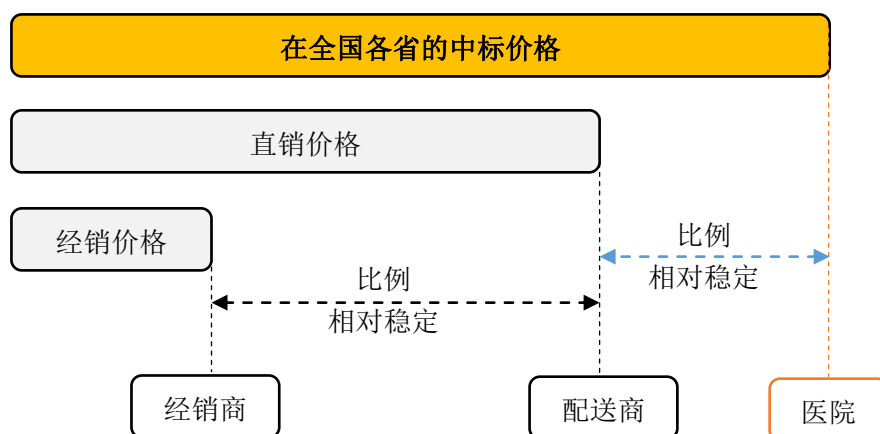 在全国各省的中标价格
直销价格
经销价格
比例
相对稳定
比例
相对稳定
经销商
配送商
医院